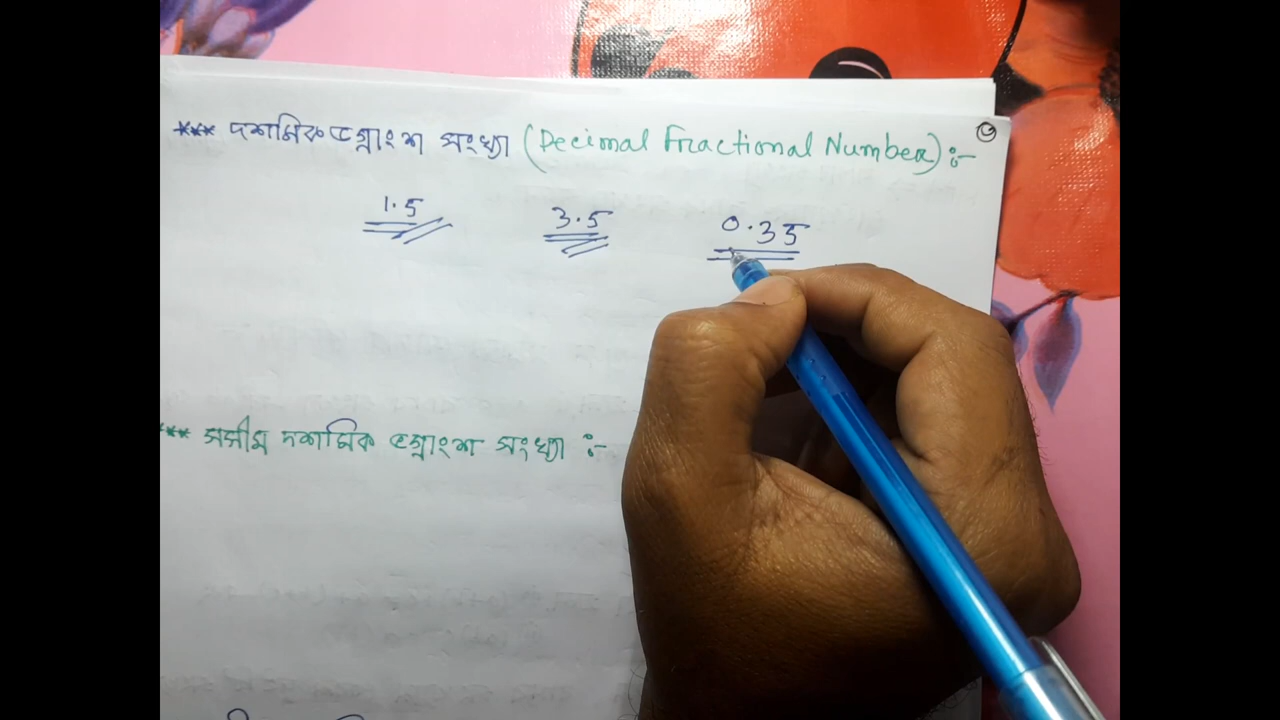 *** দশমিক ভগ্নাংশ সংখ্যা (Decimal Fractional Number) :-
1.5 3.5 0.35
*** সসীম দশমিক ভগ্নাংশ সংখ্যা :-